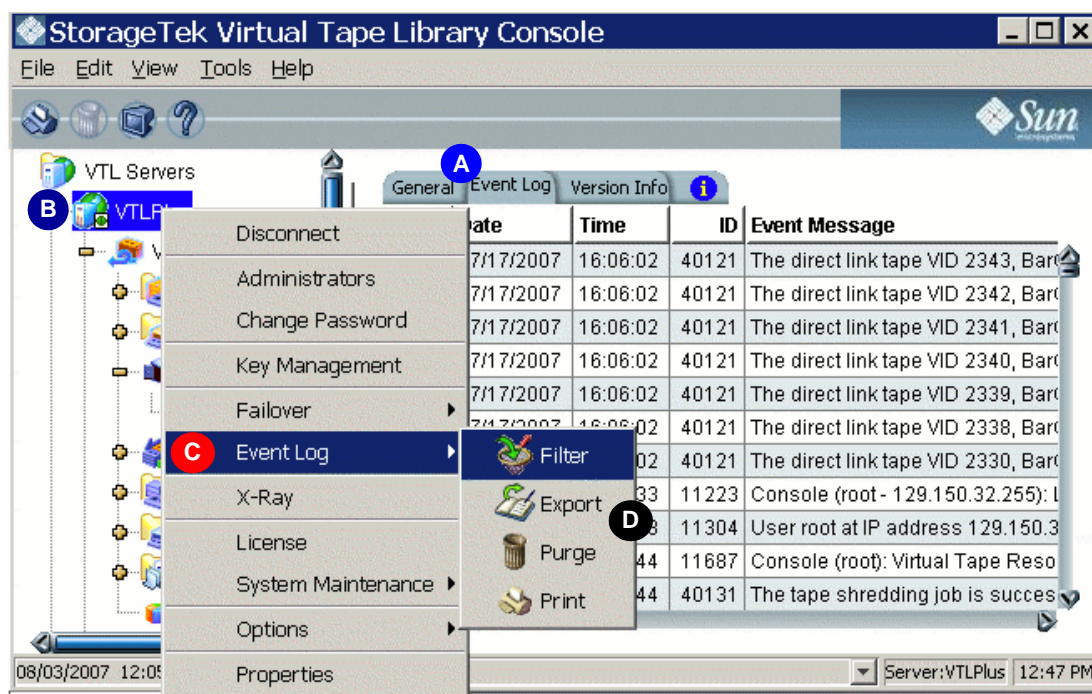 StorageTek Virtual Tape Library Console
File Edit View Tools Help
Sun
microsystems
VTL Servers
A
General Event Log Version Info i
B VTLPl
Date Time ID Event Message
7/17/2007 16:06:02 40121 The direct link tape VID 2343, Bar
7/17/2007 16:06:02 40121 The direct link tape VID 2342, Bar
7/17/2007 16:06:02 40121 The direct link tape VID 2341, Bar
7/17/2007 16:06:02 40121 The direct link tape VID 2340, Bar
7/17/2007 16:06:02 40121 The direct link tape VID 2339, Bar
7/17/2007 16:06:02 40121 The direct link tape VID 2338, Bar
02 40121 The direct link tape VID 2330, Bar
33 11223 Console (root - 129.150.32.255): L
11304 User root at IP address 129.150.3
44 11687 Console (root): Virtual Tape Reso
44 40131 The tape shredding job is succes
V
Disconnect
Administrators
Change Password
Key Management
Failover
C Event Log
X-Ray
License
System Maintenance
Options
Properties
Filter
Export
D
Purge
Print
08/03/2007 12:05 Server:VTLPlus 12:47 PM